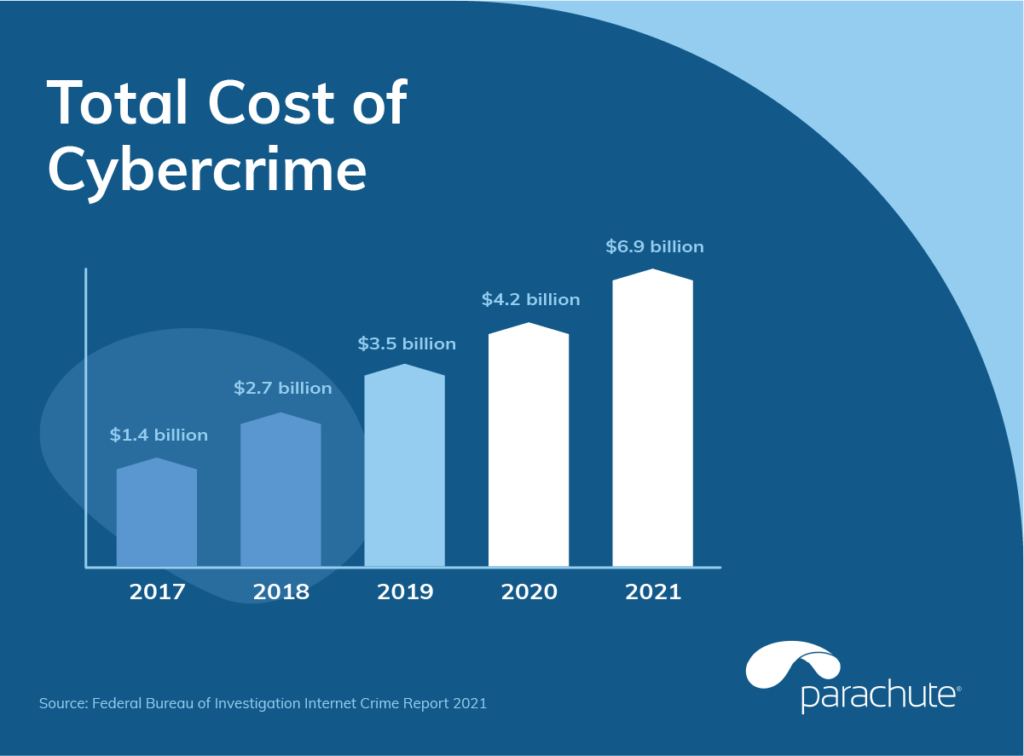 Total Cost of
Cybercrime
$6.9 billion
$4.2 billion
$3.5 billion
$2.7 billion
$1.4 billion
2017 2018 2019 2020 2021
parachute®
Source: Federal Bureau of Investigation Internet Crime Report 2021